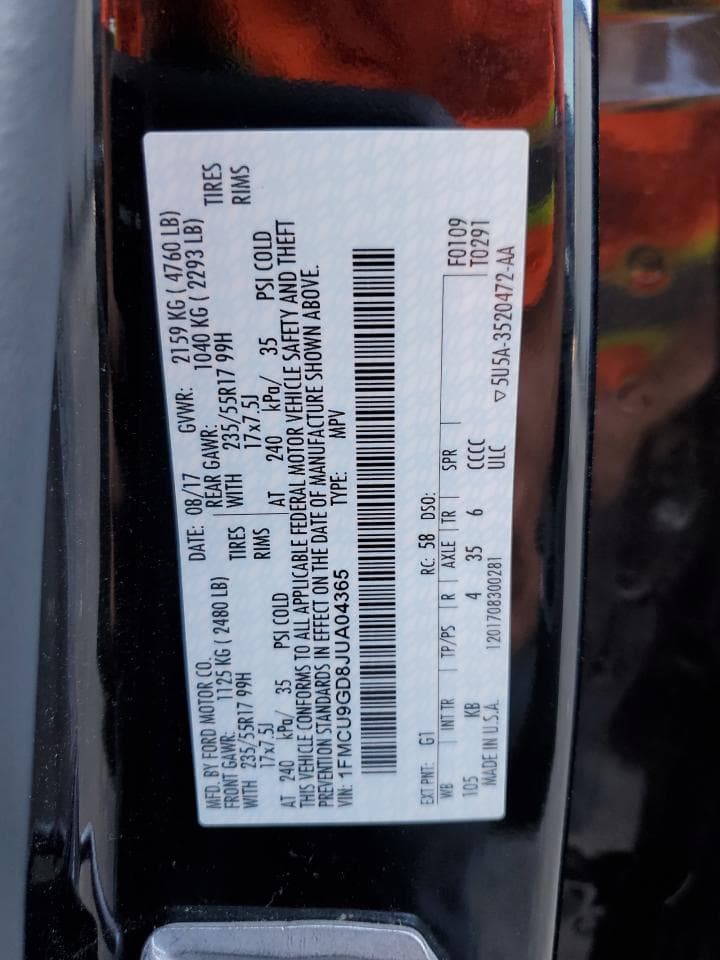 MFD. BY FORD MOTOR CO.
DATE: 08/17 GVWR: 2159 KG ( 4760 LB)
FRONT GAWR: 1125 KG ( 2480 LB) REAR GAWR: 1040 KG ( 2293 LB)
WITH 235/55R17 99H TIRES WITH 235/55R17 99H TIRES
17x7.5J RIMS 17x7.5J RIMS
AT 240 kPa/ 35 PSI COLD AT 240 kPa/ 35 PSI COLD
THIS VEHICLE CONFORMS TO ALL APPLICABLE FEDERAL MOTOR VEHICLE SAFETY AND THEFT
PREVENTION STANDARDS IN EFFECT ON THE DATE OF MANUFACTURE SHOWN ABOVE.
VIN: 1FMCU9GD8JUA04365 TYPE: MPV
EXT PNT: G1 RC: 58 DSO: F0109
WB INT TR TP/PS R AXLE TR SPR T0291
105 KB 4 35 6 CCCC
MADE IN U.S.A. 1201708300281 ULC ▽5U5A-3520472-AA